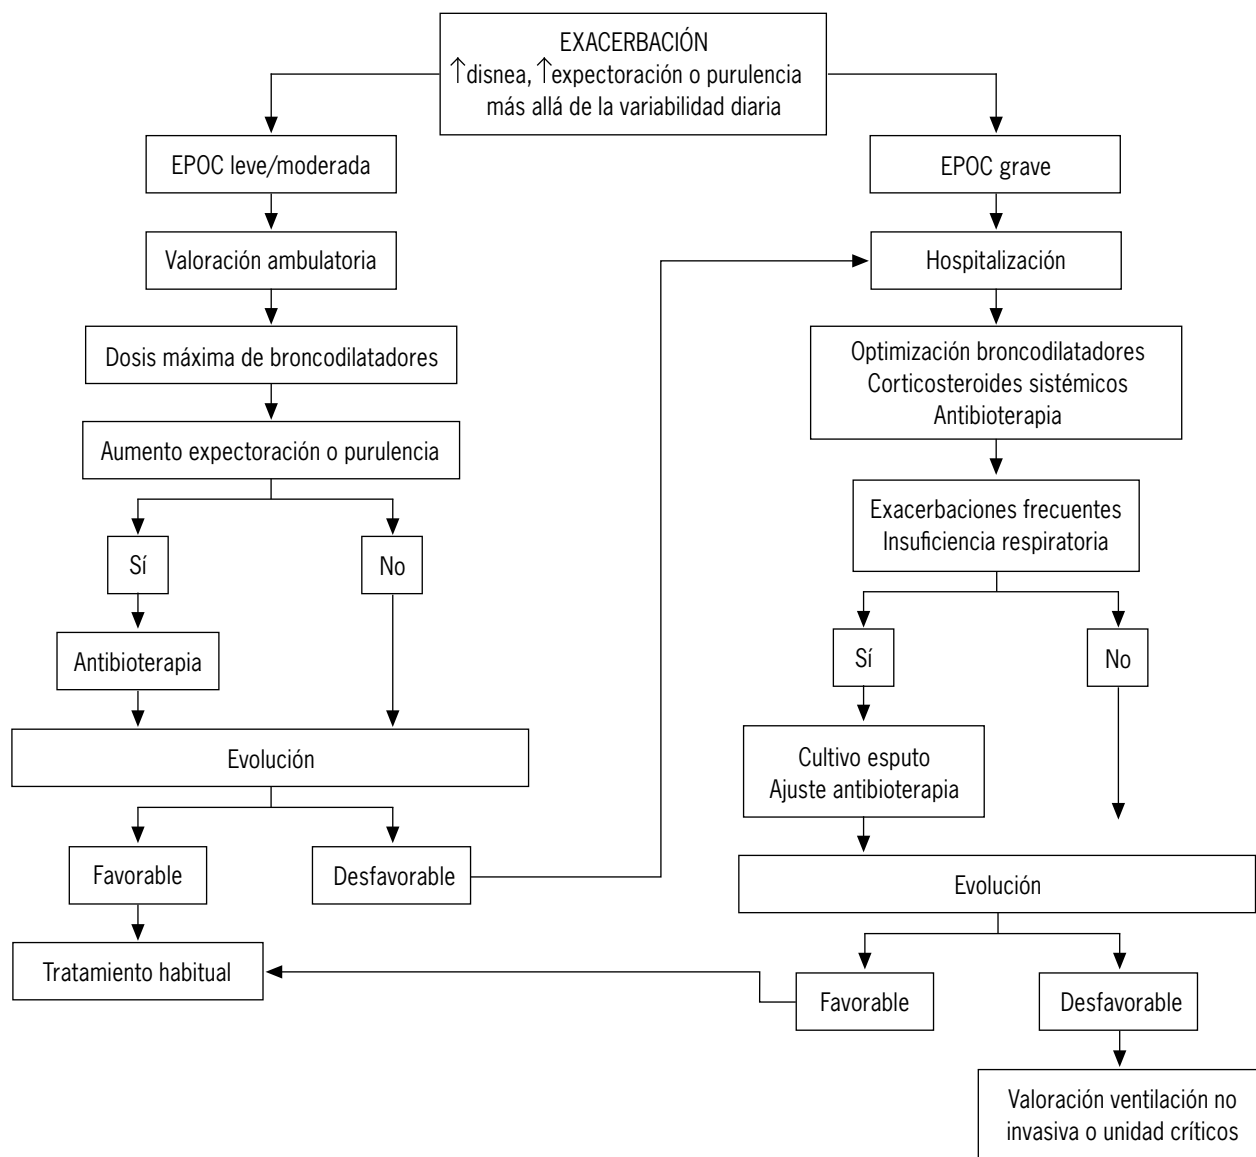 EXACERBACIÓN
↑disnea, ↑expectoración o purulencia
más allá de la variabilidad diaria
EPOC leve/moderada
Valoración ambulatoria
Dosis máxima de broncodilatadores
Aumento expectoración o purulencia
Sí
No
Antibioterapia
Evolución
Favorable
Desfavorable
Tratamiento habitual
EPOC grave
Hospitalización
Optimización broncodilatadores
Corticosteroides sistémicos
Antibioterapia
Exacerbaciones frecuentes
Insuficiencia respiratoria
Sí
No
Cultivo esputo
Ajuste antibioterapia
Evolución
Favorable
Desfavorable
Valoración ventilación no
invasiva o unidad críticos